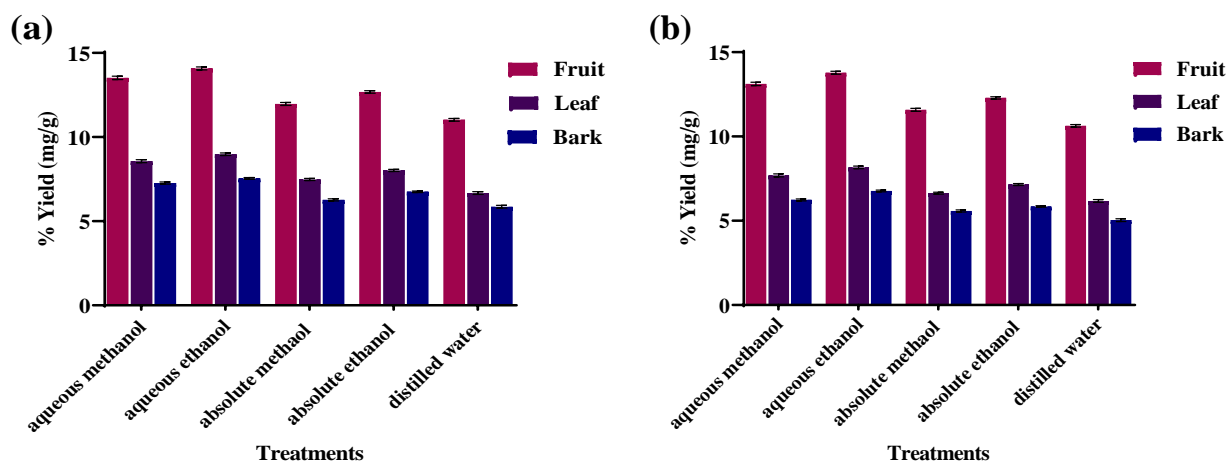 (a)
15
10
5
0
% Yield (mg/g)
Fruit
Leaf
Bark
aqueous methanol
aqueous ethanol
absolute methaol
absolute ethanol
distilled water
Treatments
(b)
15
10
5
0
% Yield (mg/g)
Fruit
Leaf
Bark
aqueous methanol
aqueous ethanol
absolute methaol
absolute ethanol
distilled water
Treatments